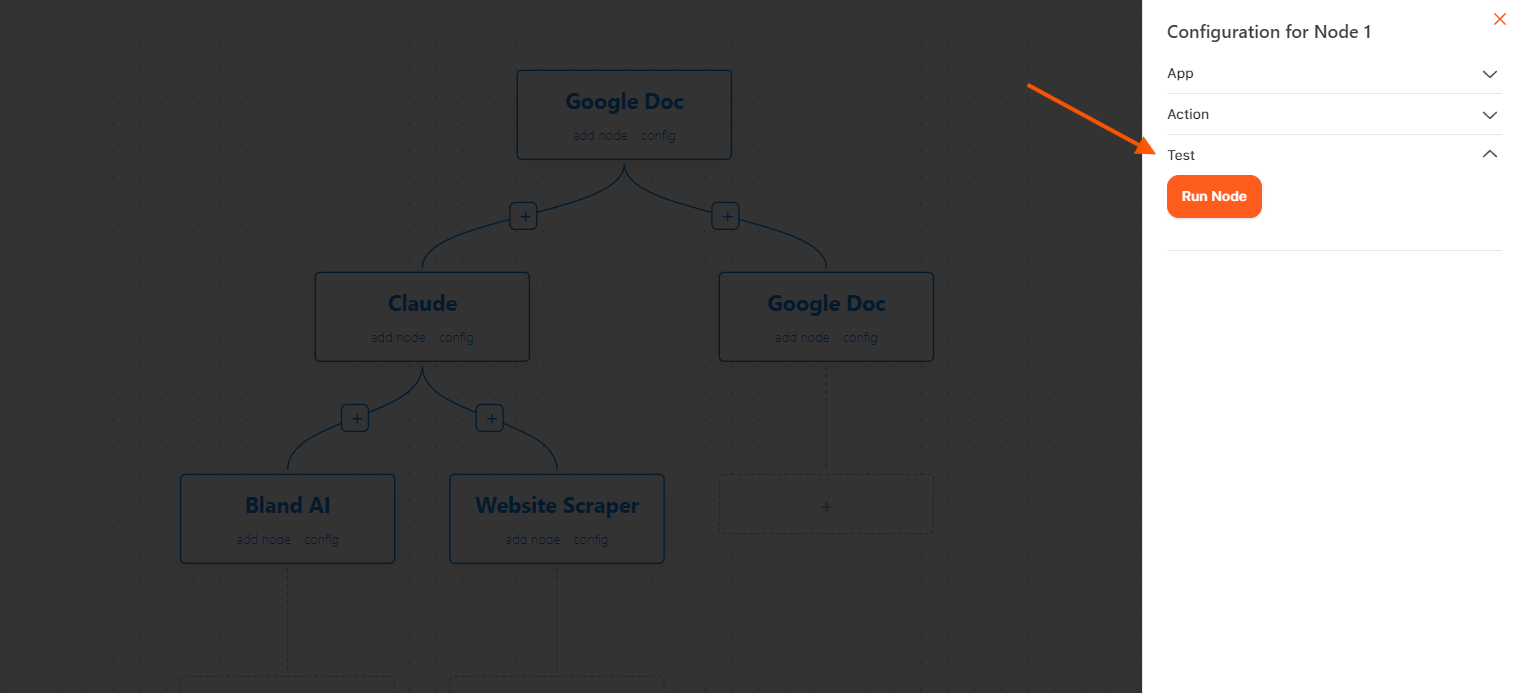 Configuration for Node 1
App
Action
Test
Run Node
Google Doc
add node config
+ +
Claude
add node config
Google Doc
add node config
+ +
Bland AI
add node config
Website Scraper
add node config
+